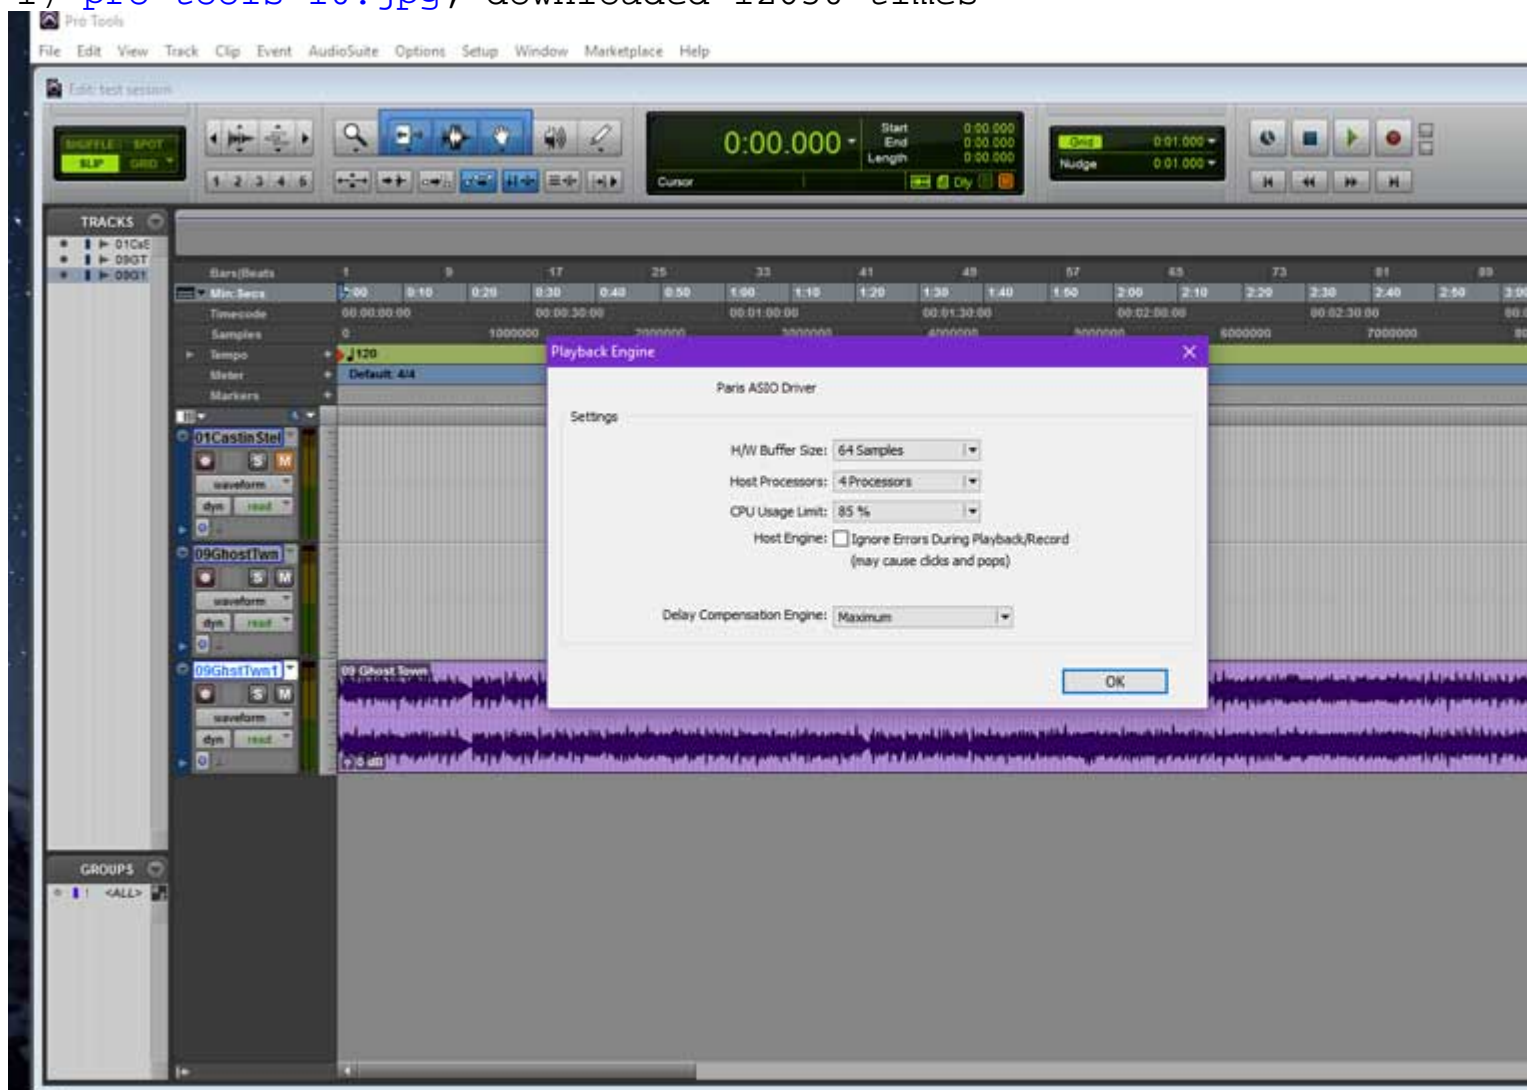 Pro Tools
File Edit View Track Clip Event AudioSuite Options Setup Window Marketplace Help
Edit: test session
SHUFFLE SPOT
SLIP GRID
1 2 3 4 5
0:00.000
Start 0:00.000
End 0:00.000
Length 0:00.000
Cursor
Dly
Grid 0:01.000
Nudge 0:01.000
TRACKS
01CsE
09GT
09G1
Bars|Beats 1 9 17 25 33 41 49 57 65 73 81 89
Min:Secs 0:10 0:20 0:30 0:40 0:50 1:00 1:10 1:20 1:30 1:40 1:50 2:00 2:10 2:20 2:30 2:40 2:50
Timecode 00:00:00:00 00:00:30:00 00:01:00:00 00:01:30:00 00:02:00:00 00:02:30:00
Samples 0 1000000 2000000 3000000 4000000 5000000 6000000 7000000
Tempo 120
Meter Default: 4/4
Markers
Playback Engine
Paris ASIO Driver
Settings
H/W Buffer Size: 64 Samples
Host Processors: 4 Processors
CPU Usage Limit: 85 %
Host Engine: Ignore Errors During Playback/Record
(may cause clicks and pops)
Delay Compensation Engine: Maximum
OK
01CastinStel
S M
waveform
dyn read
09GhostTwn
S M
waveform
dyn read
09GhstTwn1
S M
waveform
dyn read
09 Ghost Town
0 dB
GROUPS
! <ALL>